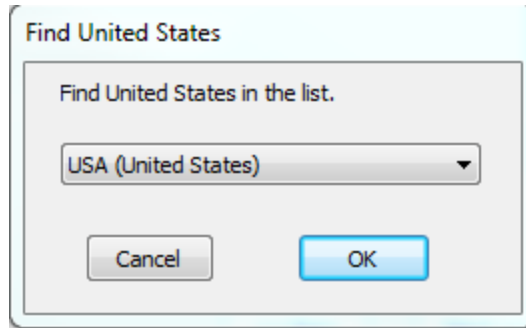 Find United States
Find United States in the list.
USA (United States)
Cancel OK